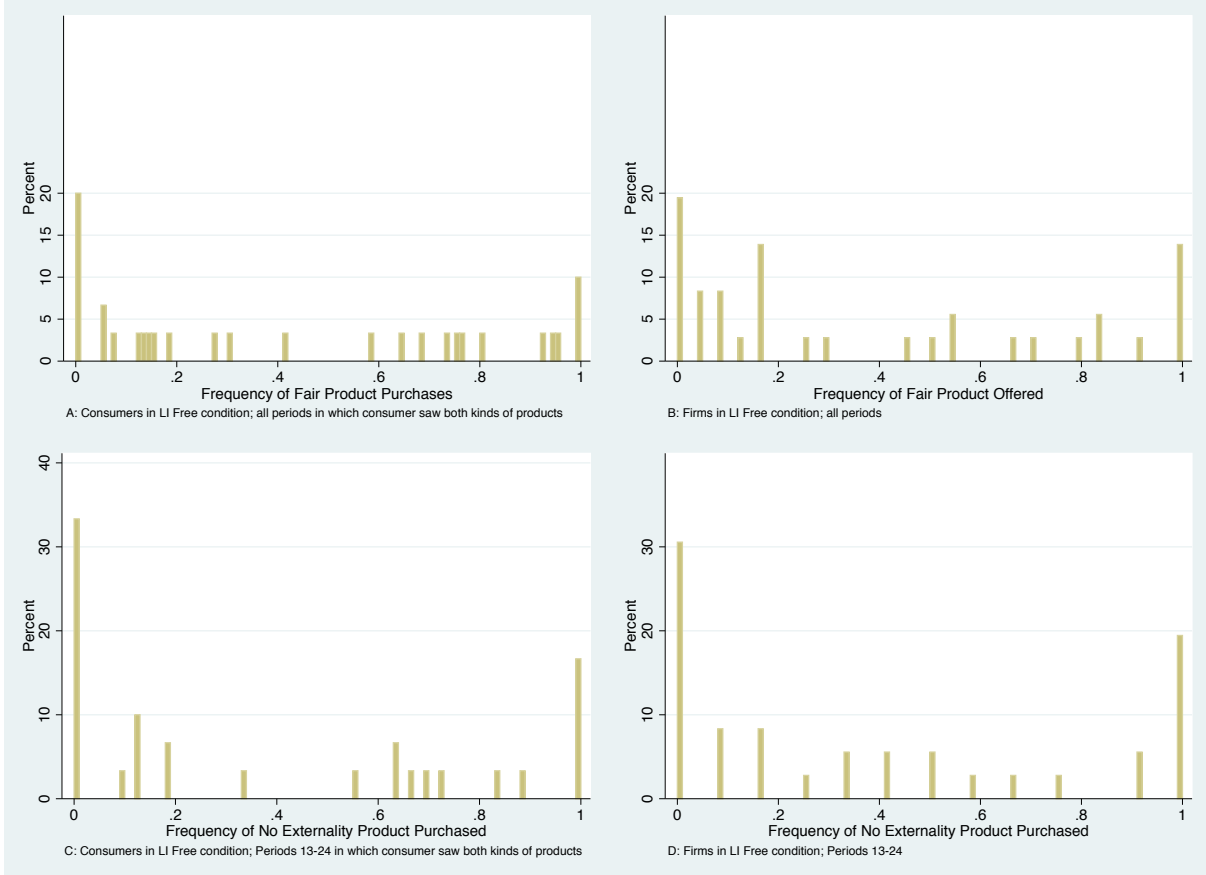 Percent
20
15
10
5
0
0 .2 .4 .6 .8 1
Frequency of Fair Product Purchases
A: Consumers in LI Free condition; all periods in which consumer saw both kinds of products
Percent
20
15
10
5
0
0 .2 .4 .6 .8 1
Frequency of Fair Product Offered
B: Firms in LI Free condition; all periods
Percent
40
30
20
10
0
0 .2 .4 .6 .8 1
Frequency of No Externality Product Purchased
C: Consumers in LI Free condition; Periods 13-24 in which consumer saw both kinds of products
Percent
30
20
10
0
0 .2 .4 .6 .8 1
Frequency of No Externality Product Purchased
D: Firms in LI Free condition; Periods 13-24